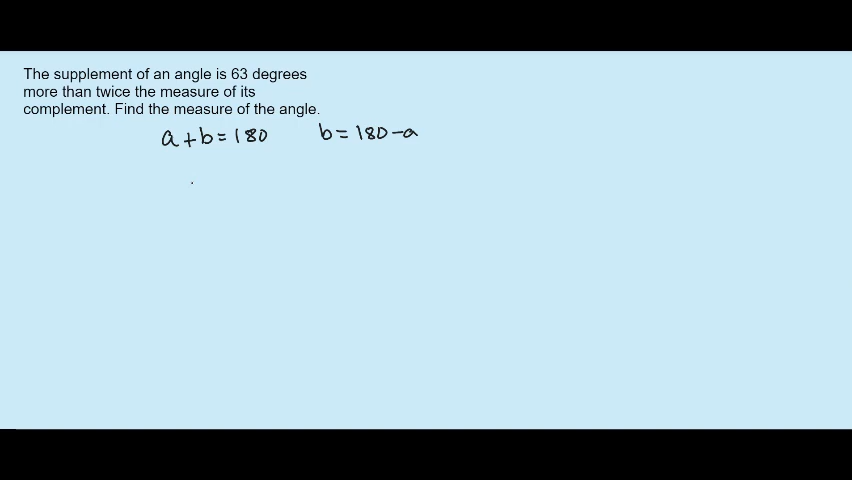 The supplement of an angle is 63 degrees
more than twice the measure of its
complement. Find the measure of the angle.
a+b=180 b=180-a